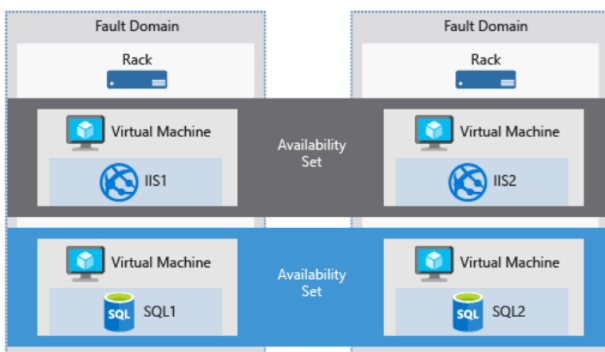 Fault Domain
Fault Domain
Rack
Rack
Virtual Machine
Availability
Set
Virtual Machine
IIS1
IIS2
Virtual Machine
Availability
Set
Virtual Machine
SQL
SQL1
SQL
SQL2